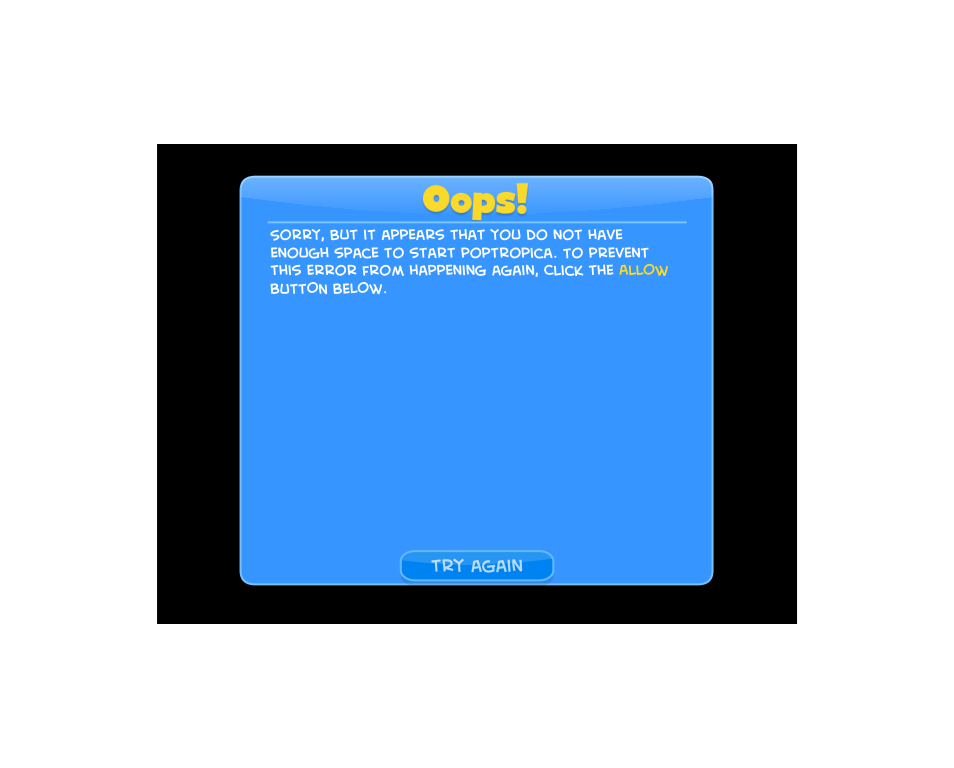 Oops!
SORRY, BUT IT APPEARS THAT YOU DO NOT HAVE
ENOUGH SPACE TO START POPTROPICA. TO PREVENT
THIS ERROR FROM HAPPENING AGAIN, CLICK THE ALLOW
BUTTON BELOW.
TRY AGAIN